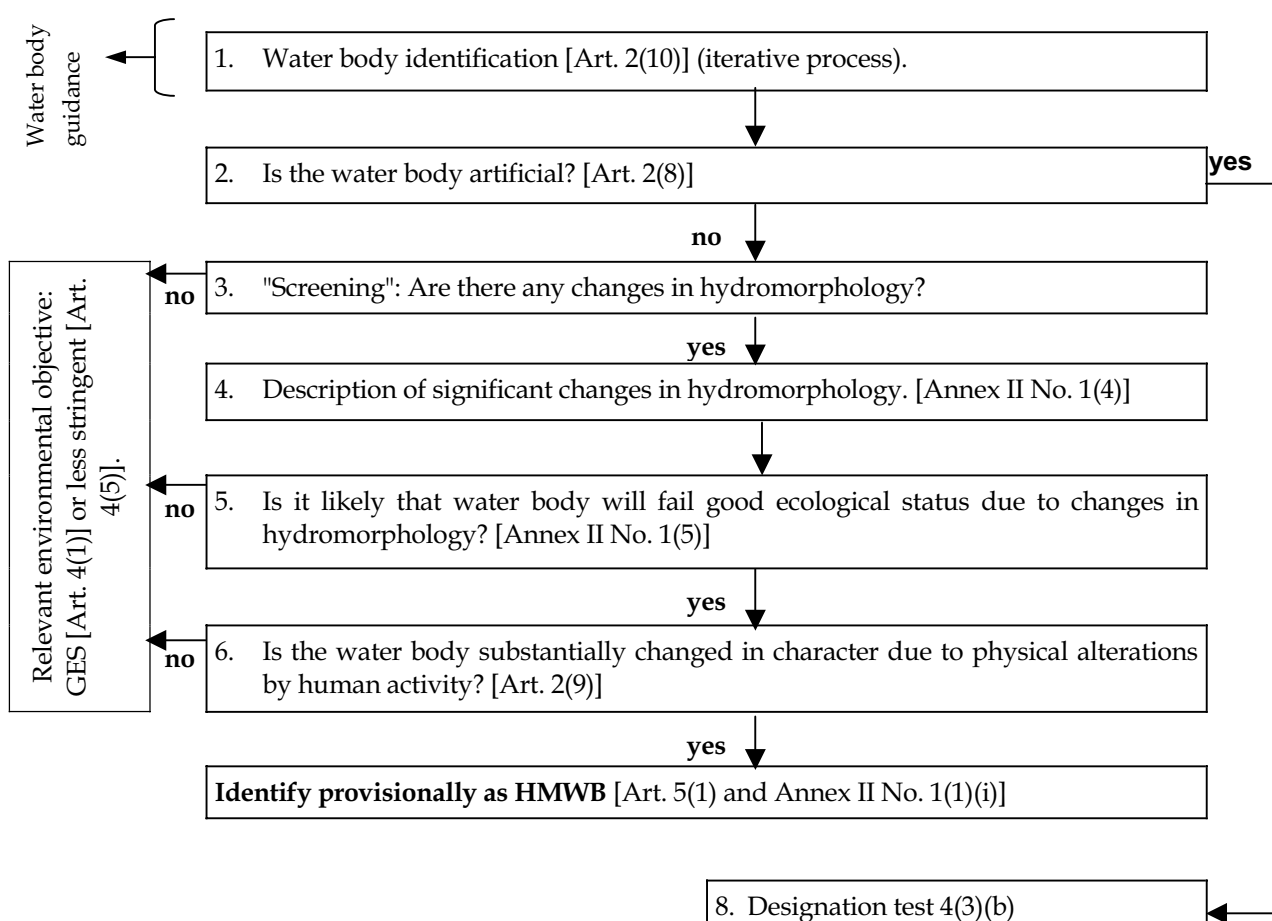 Water body
guidance
1. Water body identification [Art. 2(10)] (iterative process).
2. Is the water body artificial? [Art. 2(8)]
yes
no
3. "Screening": Are there any changes in hydromorphology?
no
yes
4. Description of significant changes in hydromorphology. [Annex II No. 1(4)]
Relevant environmental objective:
GES [Art. 4(1)] or less stringent [Art.
4(5)].
5. Is it likely that water body will fail good ecological status due to changes in
hydromorphology? [Annex II No. 1(5)]
no
yes
6. Is the water body substantially changed in character due to physical alterations
by human activity? [Art. 2(9)]
no
yes
Identify provisionally as HMWB [Art. 5(1) and Annex II No. 1(1)(i)]
8. Designation test 4(3)(b)